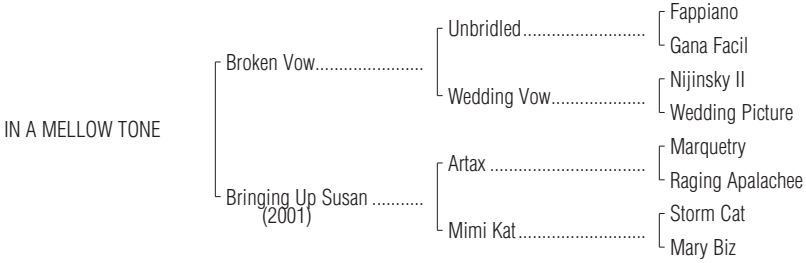 Fappiano
Unbridled..........................
Gana Facil
Broken Vow.......................
Nijinsky II
Wedding Vow....................
Wedding Picture
IN A MELLOW TONE
Marquetry
Artax .................................
Raging Apalachee
Bringing Up Susan ...........
(2001)
Storm Cat
Mimi Kat...........................
Mary Biz